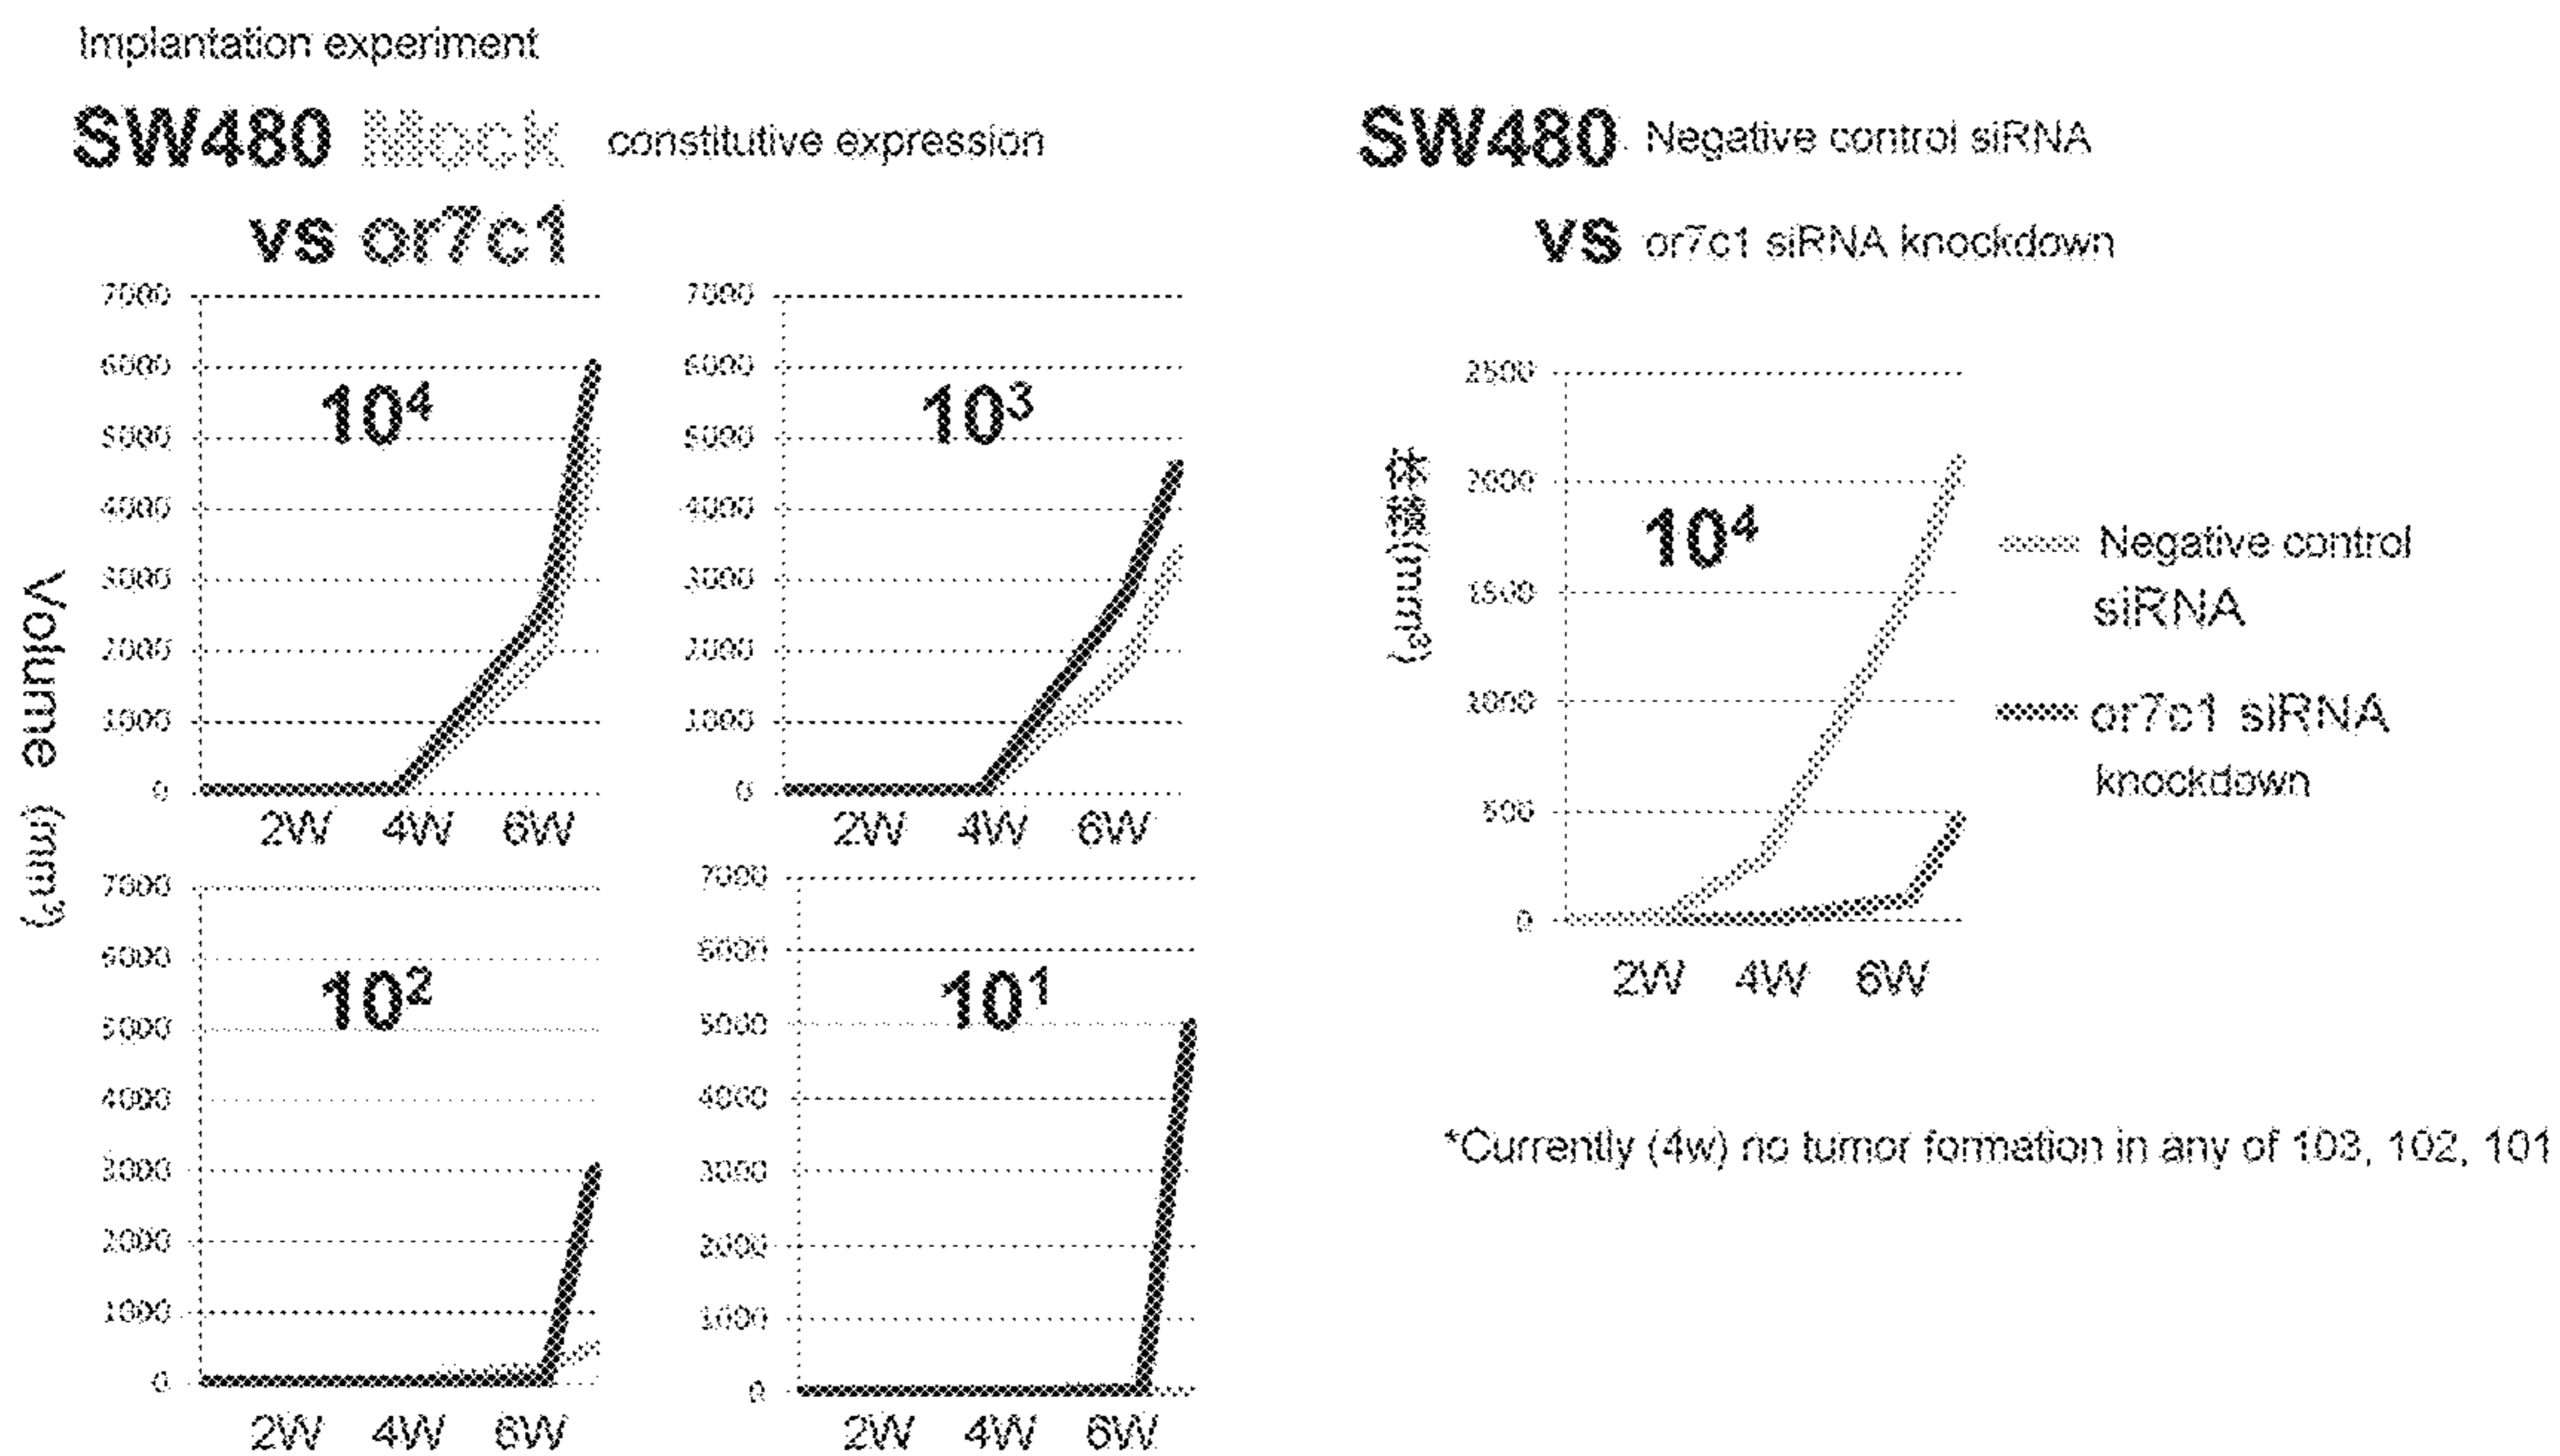 Implantation experiment
SW480 Mock constitutive expression
vs or7c1
SW480 Negative control siRNA
vs or7c1 siRNA knockdown
Volume (mm³)
7000
6000
5000
4000
3000
2000
1000
0
10⁴
2W 4W 6W
7000
6000
5000
4000
3000
2000
1000
0
10³
2W 4W 6W
7000
6000
5000
4000
3000
2000
1000
0
10²
2W 4W 6W
7000
6000
5000
4000
3000
2000
1000
0
10¹
2W 4W 6W
体積(mm³)
2500
2000
1500
1000
500
0
10⁴
2W 4W 6W
Negative control
siRNA
or7c1 siRNA
knockdown
*Currently (4w) no tumor formation in any of 103, 102, 101